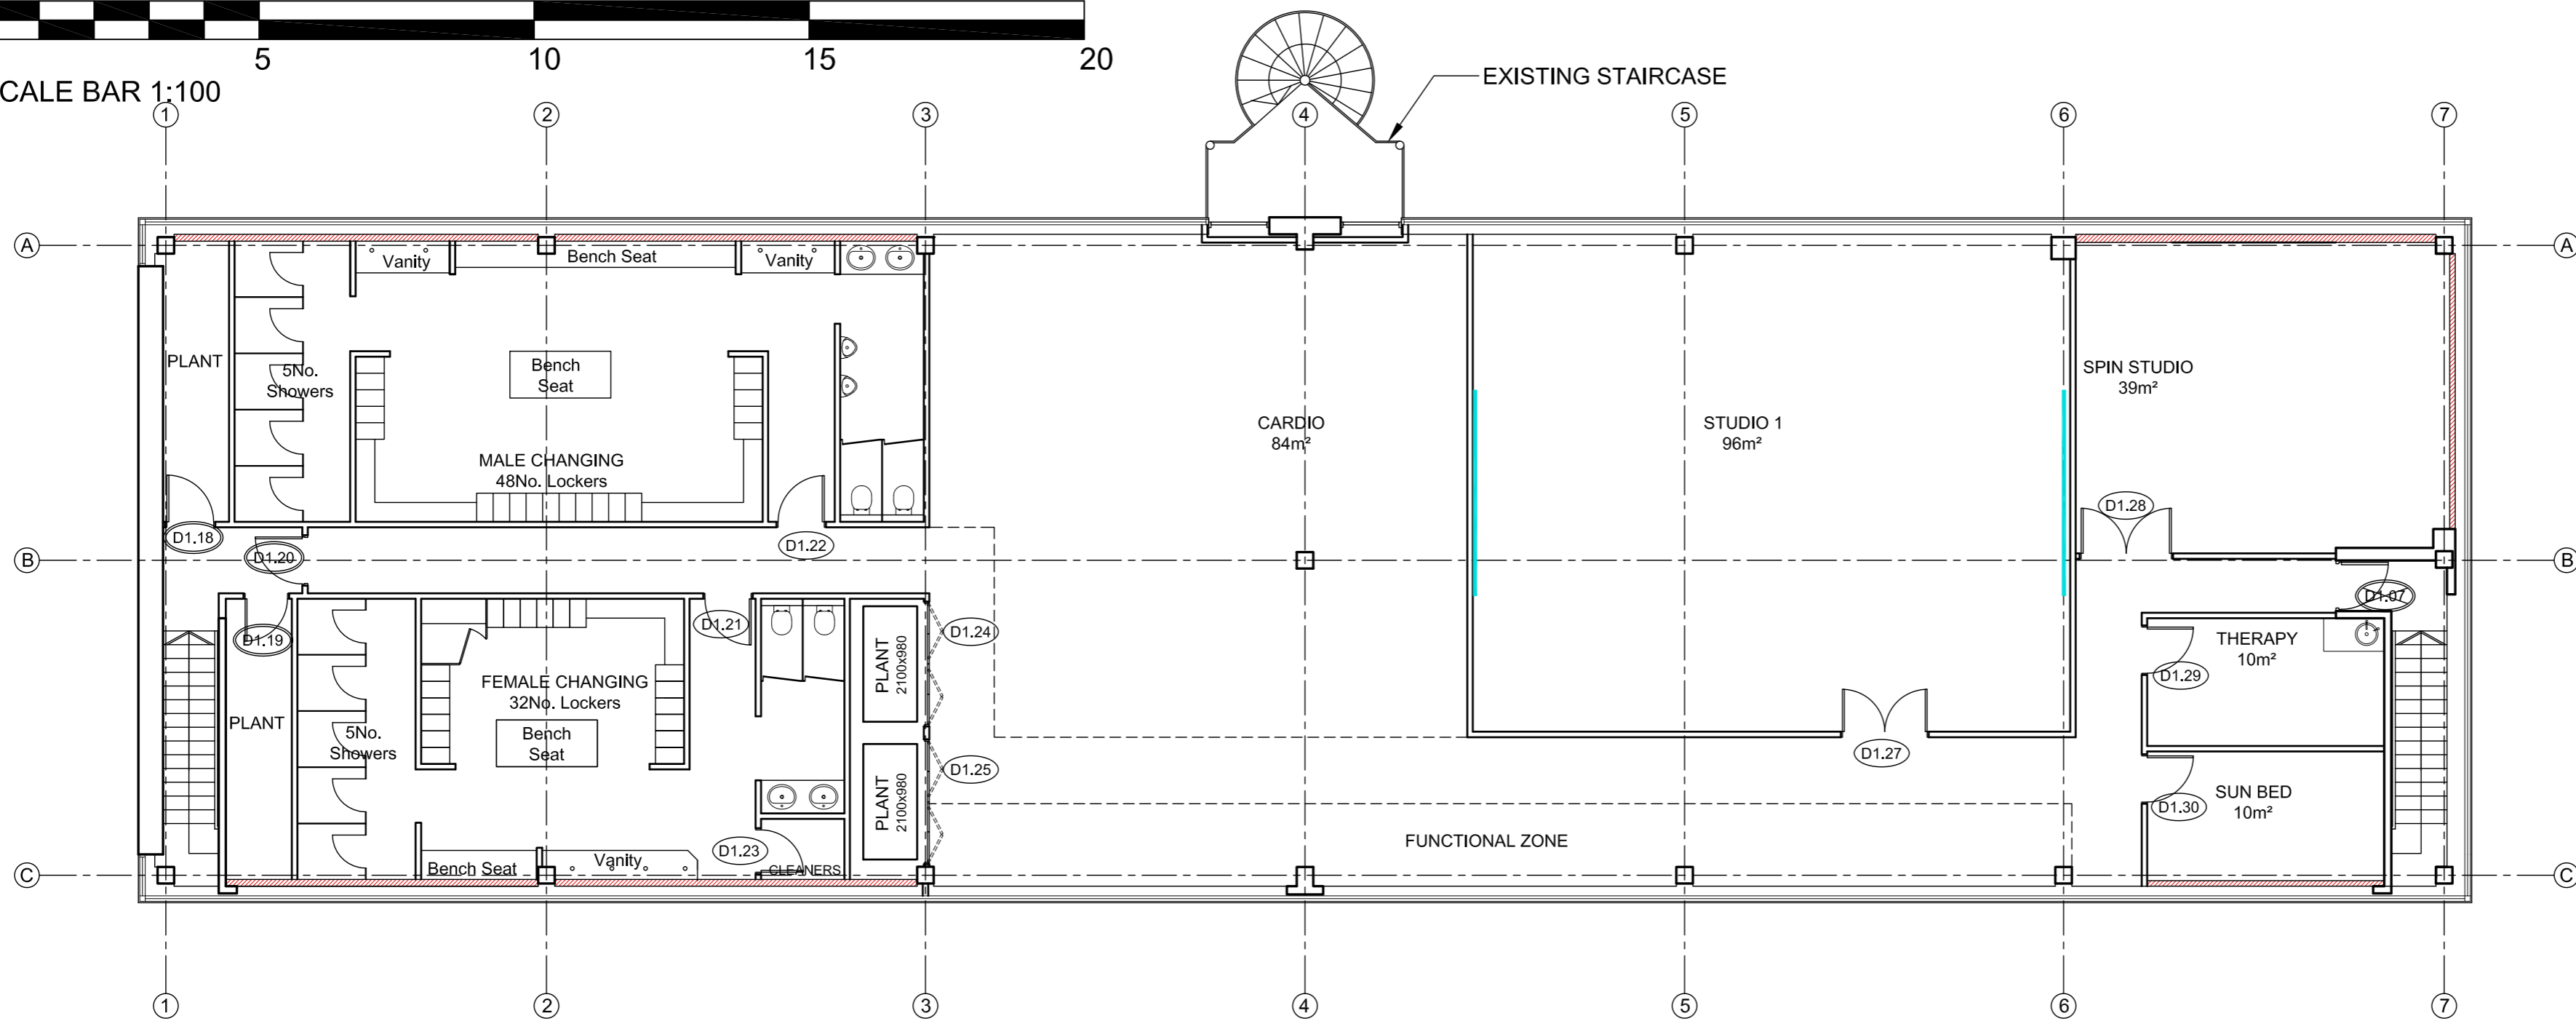 5 10 15 20
CALE BAR 1:100
EXISTING STAIRCASE
1 2 3 4 5 6 7
A A
Vanity Bench Seat Vanity
PLANT
5No.
Showers
Bench
Seat
MALE CHANGING
48No. Lockers
CARDIO
84m²
STUDIO 1
96m²
SPIN STUDIO
39m²
D1.28
D1.18
D1.20
D1.22
B B
D1.07
D1.19
D1.21
D1.24
PLANT
2100x980
THERAPY
10m²
D1.29
FEMALE CHANGING
32No. Lockers
PLANT
5No.
Showers
Bench
Seat
D1.25
D1.27
PLANT
2100x980
SUN BED
10m²
D1.30
FUNCTIONAL ZONE
D1.23
Bench Seat Vanity
CLEANERS
C C
1 2 3 4 5 6 7